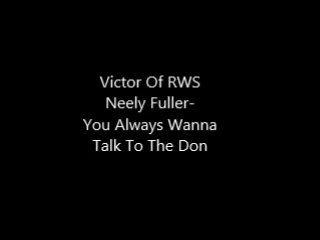 Victor Of RWS
Neely Fuller-
You Always Wanna
Talk To The Don